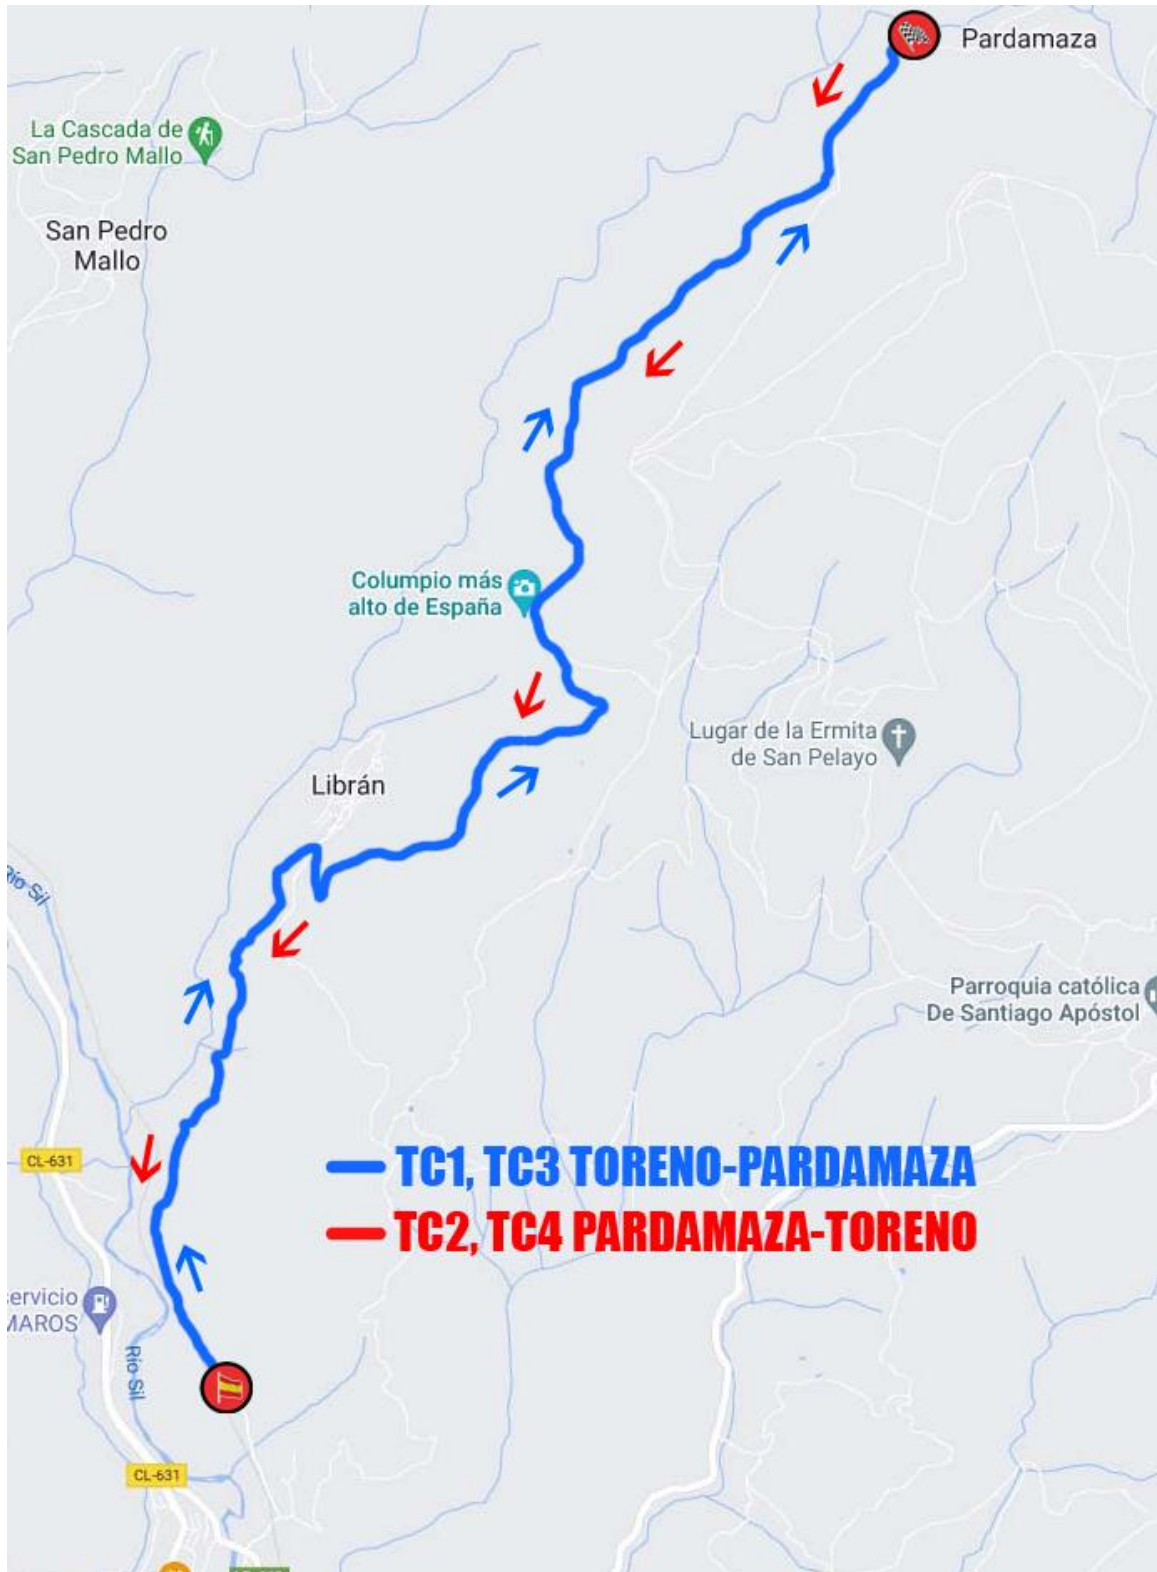 Pardamaza
La Cascada de
San Pedro Mallo
San Pedro
Mallo
Columpio más
alto de España
Lugar de la Ermita
de San Pelayo
Librán
Río Sil
Parroquia católica
De Santiago Apóstol
CL-631
TC1, TC3 TORENO-PARDAMAZA
TC2, TC4 PARDAMAZA-TORENO
ervicio
MAROS
Río Sil
CL-631